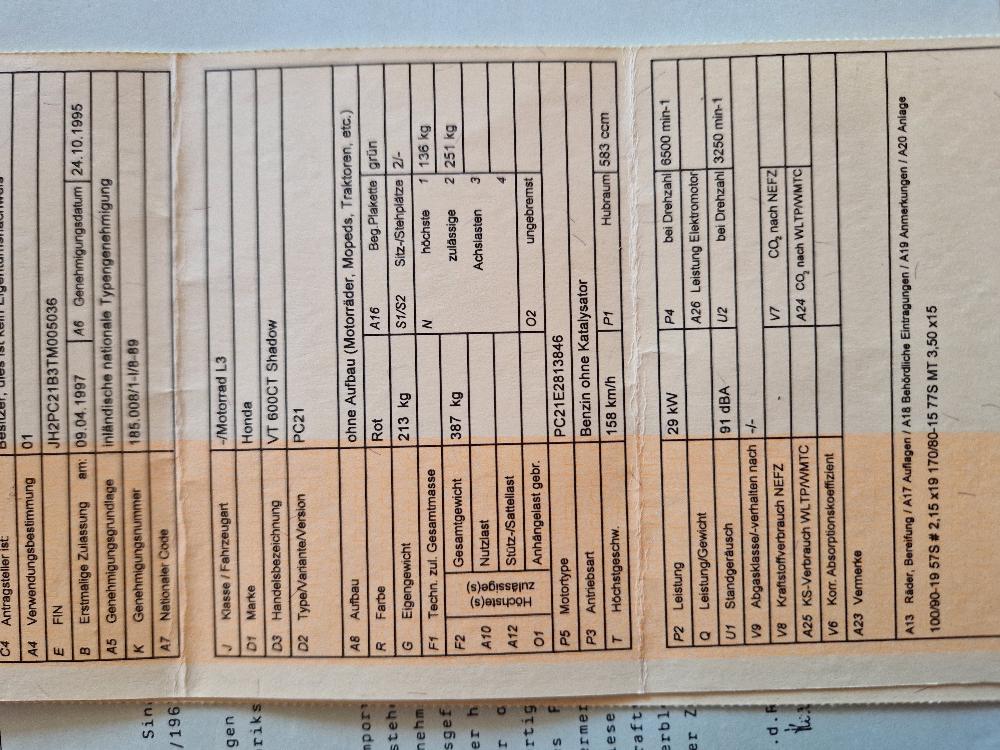 C4 Antragsteller ist:
A4 Verwendungsbestimmung 01
E FIN JH2PC21B3TM005036
B Erstmalige Zulassung am: 09.04.1997 A6 Genehmigungsdatum 24.10.1995
A5 Genehmigungsgrundlage inländische nationale Typengenehmigung
K Genehmigungsnummer 185.008/1-I/8-89
A7 Nationaler Code
J Klasse / Fahrzeugart -/Motorrad L3
D1 Marke Honda
D3 Handelsbezeichnung VT 600CT Shadow
D2 Type/Variante/Version PC21
A8 Aufbau ohne Aufbau (Motorräder, Mopeds, Traktoren, etc.)
R Farbe Rot A16 Beg.Plakette grün
G Eigengewicht 213 kg S1/S2 Sitz-/Stehplätze 2/-
F1 Techn. zul. Gesamtmasse N höchste 1 136 kg
Höchste(s) zulässige(s)
F2 Gesamtgewicht 387 kg zulässige 2 251 kg
A10 Nutzlast Achslasten 3
A12 Stütz-/Sattellast 4
O1 Anhängelast gebr. O2 ungebremst
P5 Motortype PC21E2813846
P3 Antriebsart Benzin ohne Katalysator
T Höchstgeschw. 158 km/h P1 Hubraum 583 ccm
P2 Leistung 29 kW P4 bei Drehzahl 6500 min-1
Q Leistung/Gewicht A26 Leistung Elektromotor
U1 Standgeräusch 91 dBA U2 bei Drehzahl 3250 min-1
V9 Abgasklasse/-verhalten nach -/-
V8 Kraftstoffverbrauch NEFZ - V7 CO2 nach NEFZ
A25 KS-Verbrauch WLTP/WMTC A24 CO2 nach WLTP/WMTC
V6 Korr. Absorptionskoeffizient
A23 Vermerke
A13 Räder, Bereifung / A17 Auflagen / A18 Behördliche Eintragungen / A19 Anmerkungen / A20 Anlage
100/90-19 57S # 2,15 x19 170/80-15 77S MT 3,50 x15